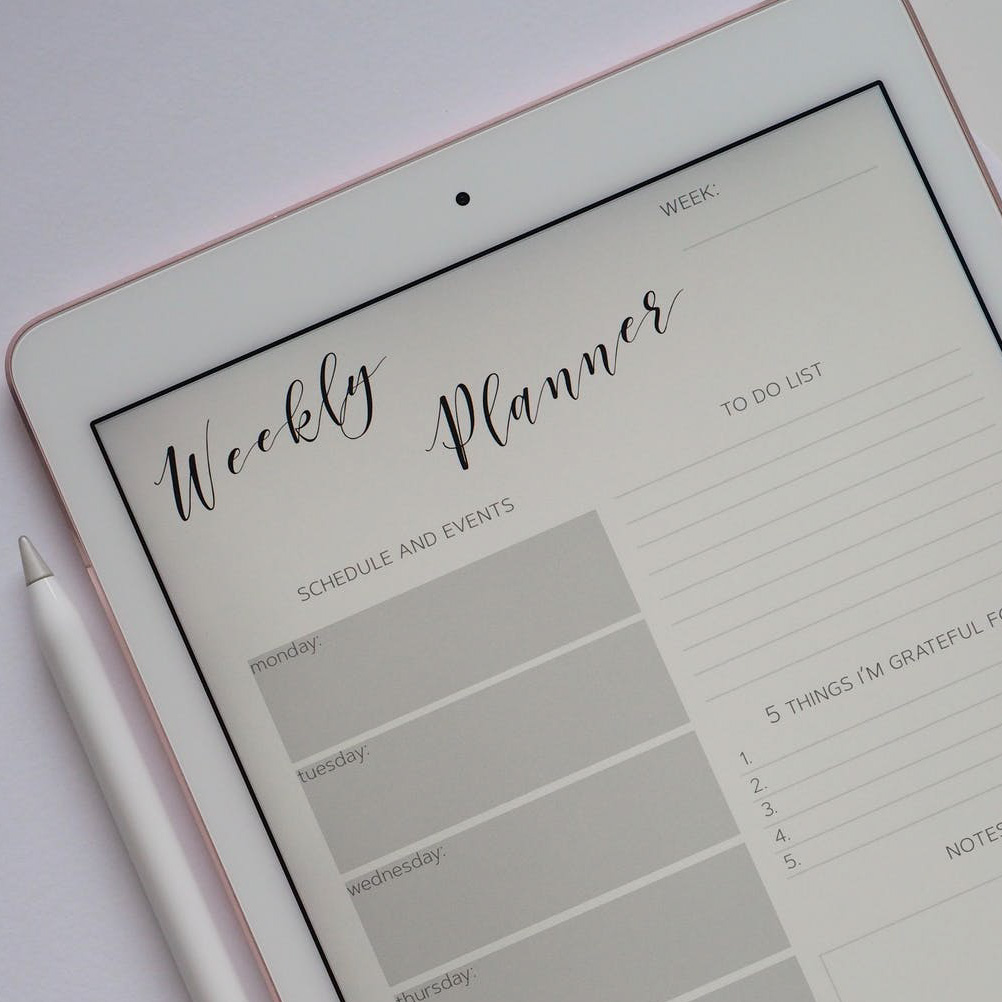 WEEK:
Weekly Planner
SCHEDULE AND EVENTS
monday:
tuesday:
wednesday:
thursday:
TO DO LIST
5 THINGS I'M GRATEFUL
1.
2.
3.
4.
5.
NOTES